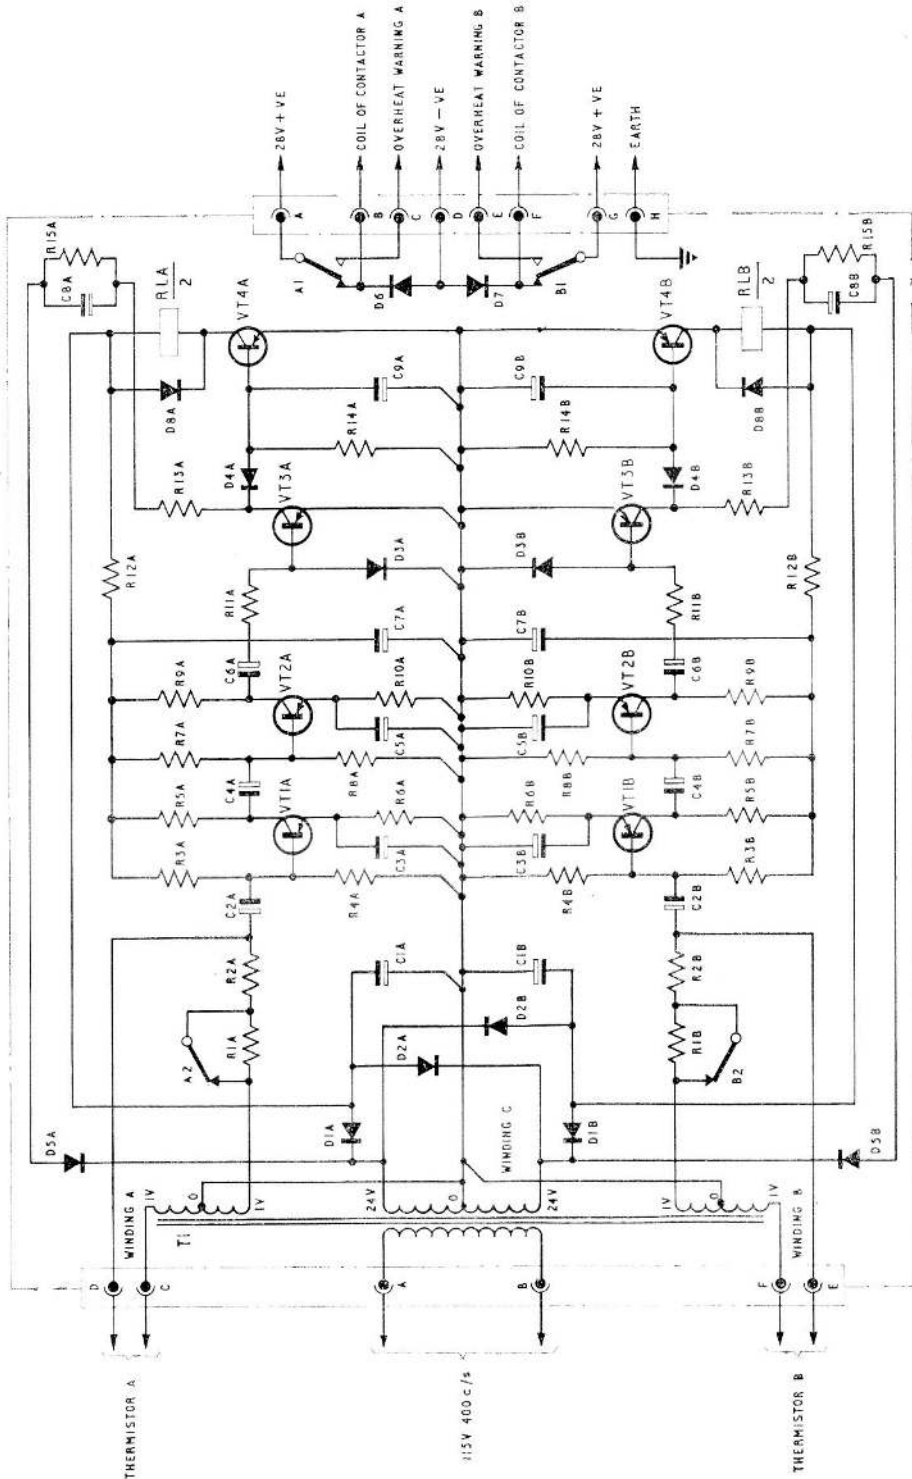 THERMISTOR A
115V 400 c/s
THERMISTOR B
D
C
A
B
F
E
WINDING A
1V
0
1V
T1
24V
0
24V
WINDING C
1V
0
1V
WINDING B
D5A
D1A
D2A
D2B
D1B
D5B
A2
R1A
R2A
C2A
C1A
C1B
B2
R1B
R2B
C2B
R3A
R5A
R7A
R9A
C4A
C6A
VT1A
VT2A
R4A
C3A
R6A
R8A
C5A
R10A
C7A
R4B
C3B
R6B
R8B
C5B
R10B
C7B
VT1B
VT2B
C4B
C6B
R3B
R5B
R7B
R9B
R12A
R11A
D3A
D3B
R11B
R12B
R13A
D4A
VT3A
R14A
R14B
VT3B
D4B
R13B
D8A
C9A
C9B
D8B
C8A
R15A
RLA
2
VT4A
VT4B
RLB
2
C8B
R15B
A1
D6
D7
B1
A
B
C
D
E
F
G
H
28V +VE
COIL OF CONTACTOR A
OVERHEAT WARNING A
28V -VE
OVERHEAT WARNING B
COIL OF CONTACTOR B
28V +VE
EARTH